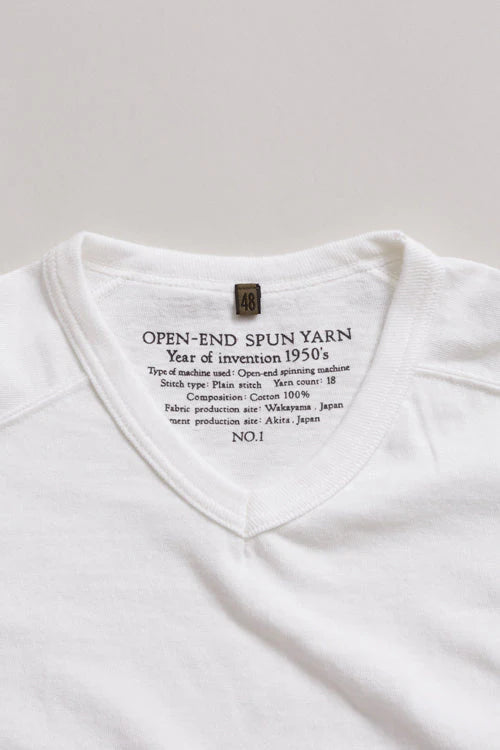 48
OPEN-END SPUN YARN
Year of invention 1950's
Type of machine used: Open-end spinning machine
Stitch type: Plain stitch Yarn count: 18
Composition: Cotton 100%
Fabric production site: Wakayama, Japan
production site: Akita, Japan
NO.1